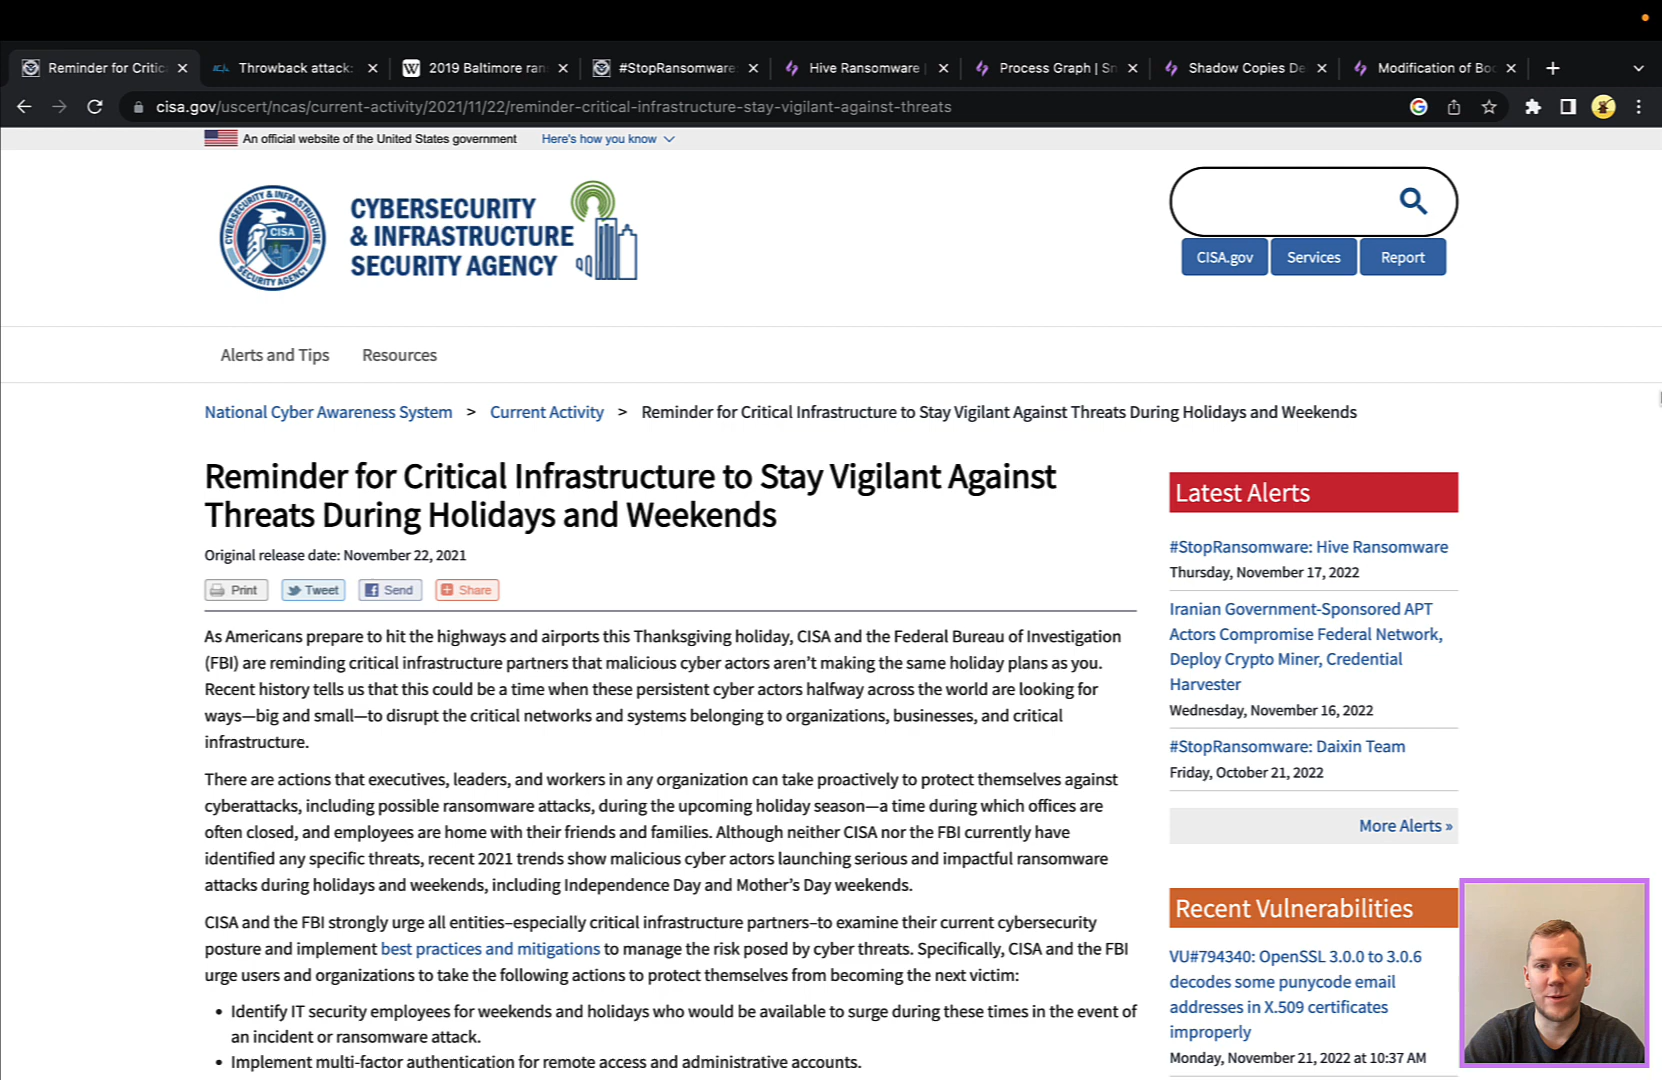 Reminder for Critic
Throwback attack:
2019 Baltimore ran
#StopRansomware
Hive Ransomware |
Process Graph | Sn
Shadow Copies De
Modification of Boo
cisa.gov/uscert/ncas/current-activity/2021/11/22/reminder-critical-infrastructure-stay-vigilant-against-threats
An official website of the United States government
Here's how you know
CYBERSECURITY & INFRASTRUCTURE
CISA
SECURITY AGENCY
CYBERSECURITY
& INFRASTRUCTURE
SECURITY AGENCY
CISA.gov
Services
Report
Alerts and Tips
Resources
National Cyber Awareness System > Current Activity > Reminder for Critical Infrastructure to Stay Vigilant Against Threats During Holidays and Weekends
Reminder for Critical Infrastructure to Stay Vigilant Against
Threats During Holidays and Weekends
Original release date: November 22, 2021
Print
Tweet
Send
Share
As Americans prepare to hit the highways and airports this Thanksgiving holiday, CISA and the Federal Bureau of Investigation
(FBI) are reminding critical infrastructure partners that malicious cyber actors aren't making the same holiday plans as you.
Recent history tells us that this could be a time when these persistent cyber actors halfway across the world are looking for
ways—big and small—to disrupt the critical networks and systems belonging to organizations, businesses, and critical
infrastructure.
There are actions that executives, leaders, and workers in any organization can take proactively to protect themselves against
cyberattacks, including possible ransomware attacks, during the upcoming holiday season—a time during which offices are
often closed, and employees are home with their friends and families. Although neither CISA nor the FBI currently have
identified any specific threats, recent 2021 trends show malicious cyber actors launching serious and impactful ransomware
attacks during holidays and weekends, including Independence Day and Mother's Day weekends.
CISA and the FBI strongly urge all entities–especially critical infrastructure partners–to examine their current cybersecurity
posture and implement best practices and mitigations to manage the risk posed by cyber threats. Specifically, CISA and the FBI
urge users and organizations to take the following actions to protect themselves from becoming the next victim:
• Identify IT security employees for weekends and holidays who would be available to surge during these times in the event of
an incident or ransomware attack.
• Implement multi-factor authentication for remote access and administrative accounts.
Latest Alerts
#StopRansomware: Hive Ransomware
Thursday, November 17, 2022
Iranian Government-Sponsored APT
Actors Compromise Federal Network,
Deploy Crypto Miner, Credential
Harvester
Wednesday, November 16, 2022
#StopRansomware: Daixin Team
Friday, October 21, 2022
More Alerts »
Recent Vulnerabilities
VU#794340: OpenSSL 3.0.0 to 3.0.6
decodes some punycode email
addresses in X.509 certificates
improperly
Monday, November 21, 2022 at 10:37 AM